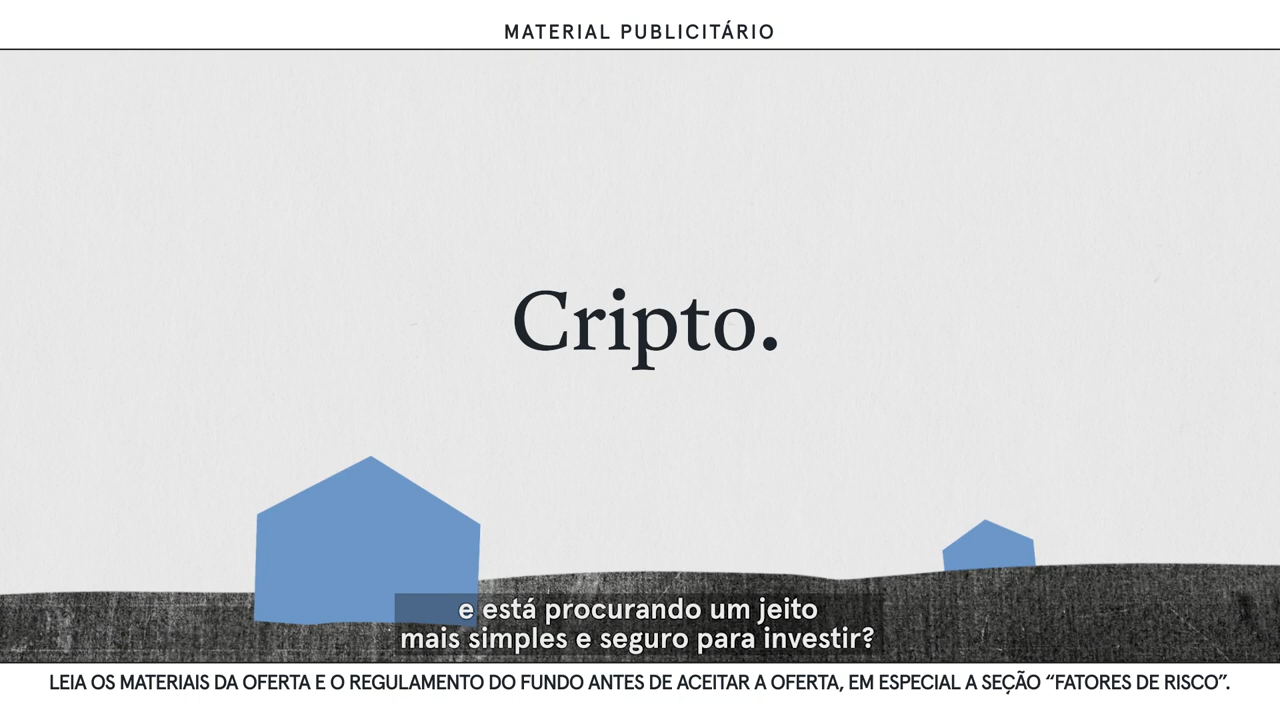 MATERIAL PUBLICITÁRIO
Cripto.
e está procurando um jeito
mais simples e seguro para investir?
LEIA OS MATERIAIS DA OFERTA E O REGULAMENTO DO FUNDO ANTES DE ACEITAR A OFERTA, EM ESPECIAL A SEÇÃO “FATORES DE RISCO”.